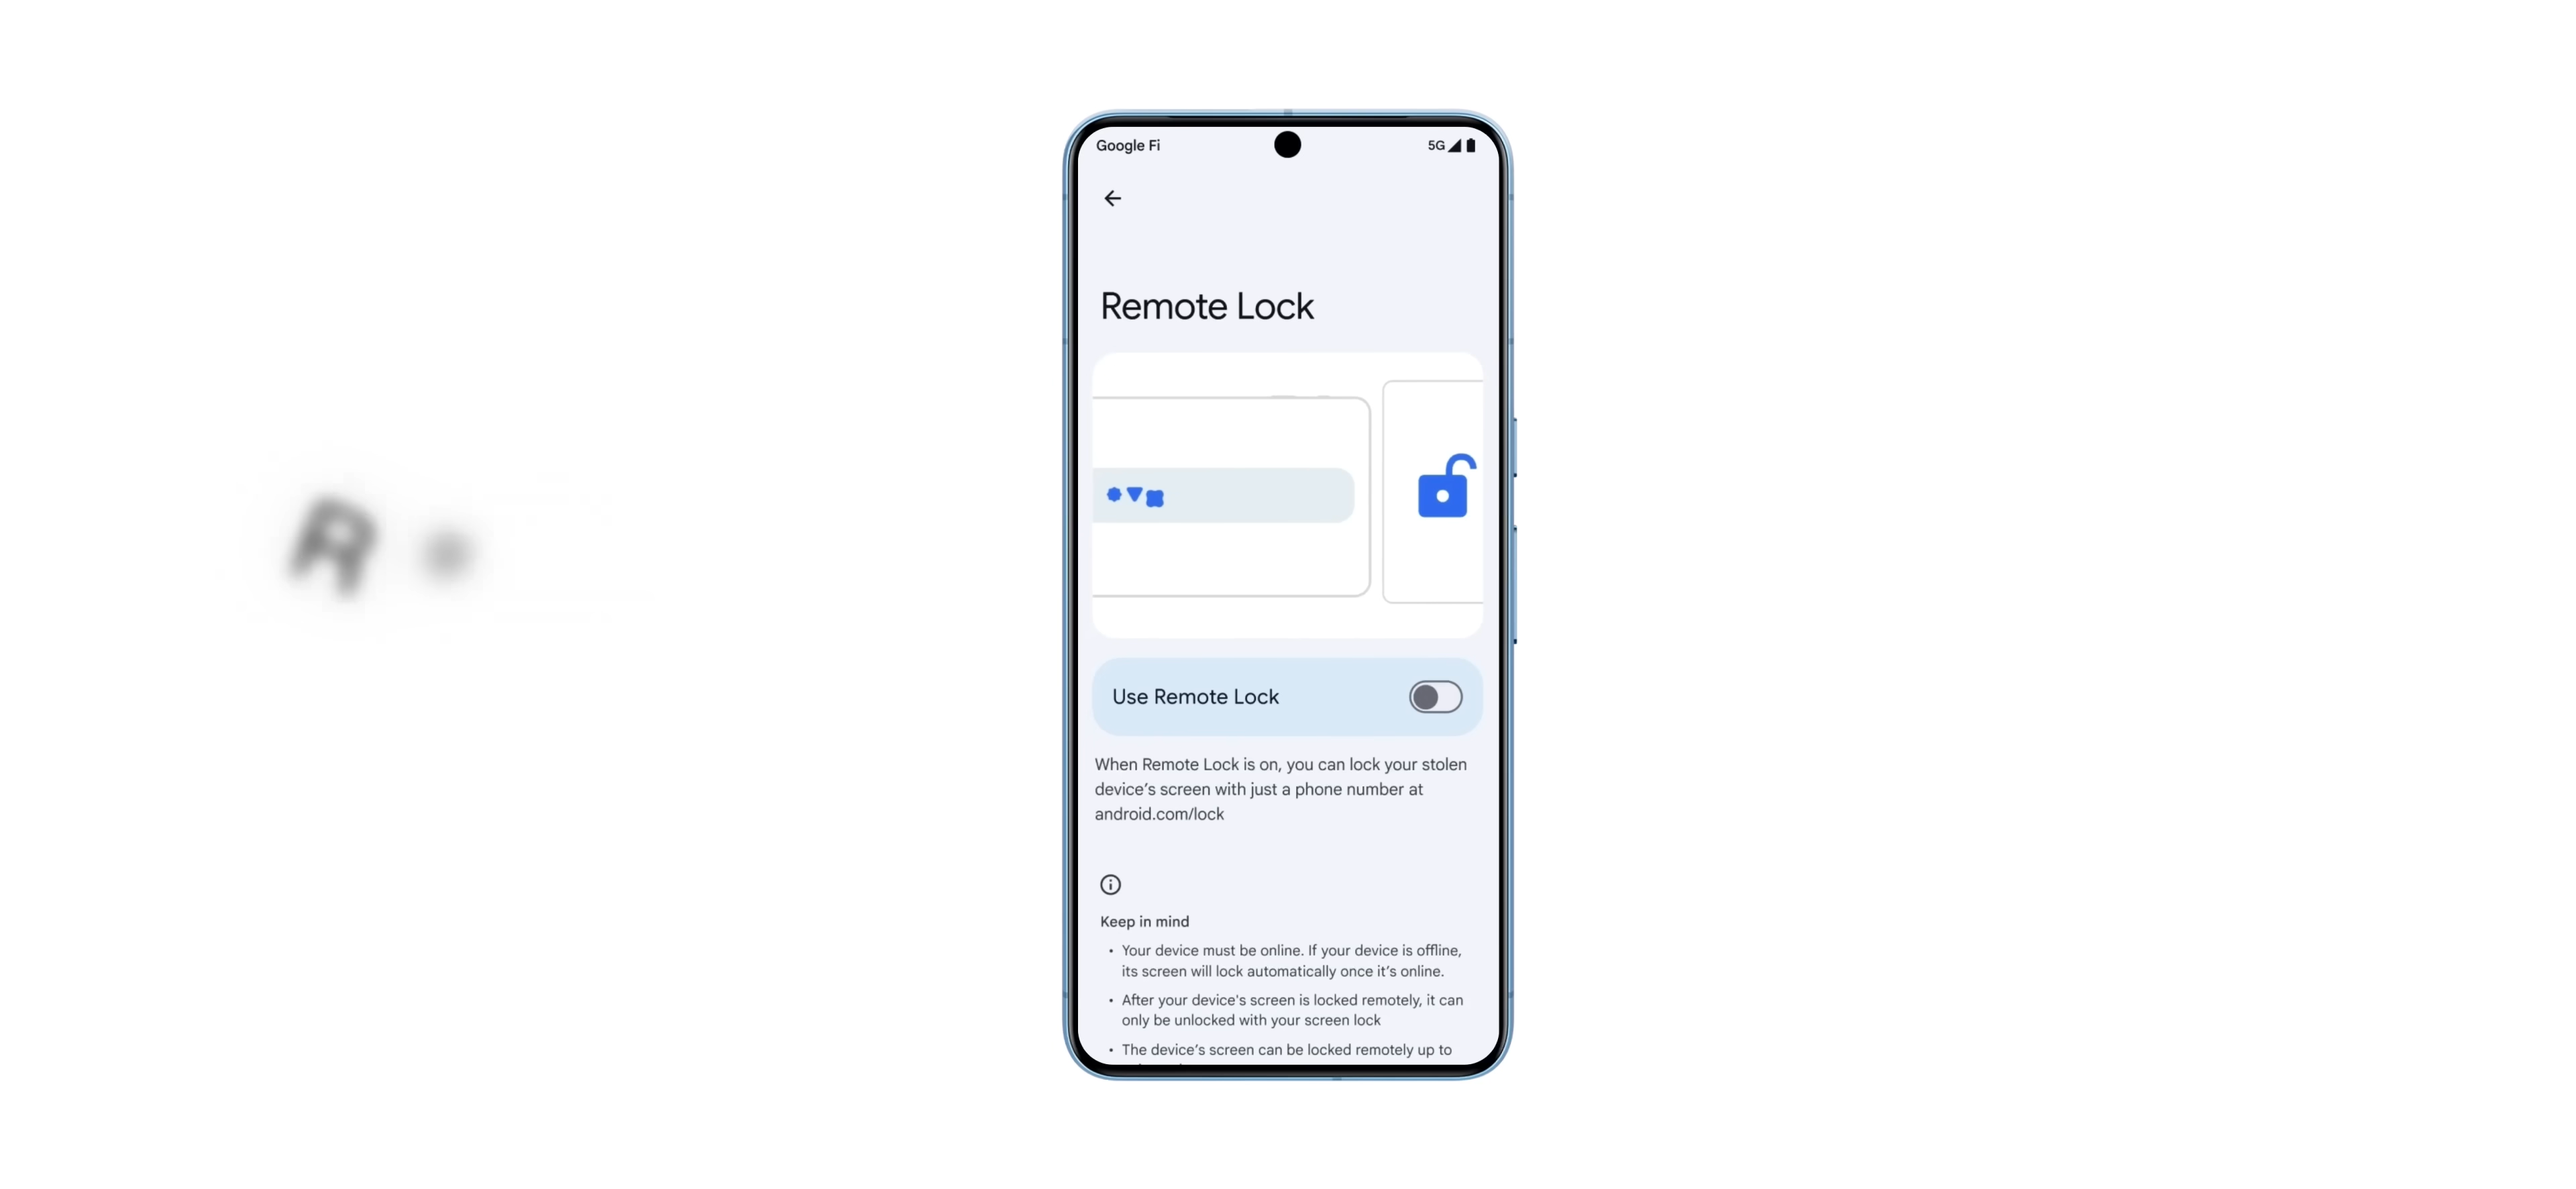 R
Google Fi
5G
Remote Lock
Use Remote Lock
When Remote Lock is on, you can lock your stolen
device’s screen with just a phone number at
android.com/lock
Keep in mind
• Your device must be online. If your device is offline,
its screen will lock automatically once it’s online.
• After your device’s screen is locked remotely, it can
only be unlocked with your screen lock
• The device’s screen can be locked remotely up to